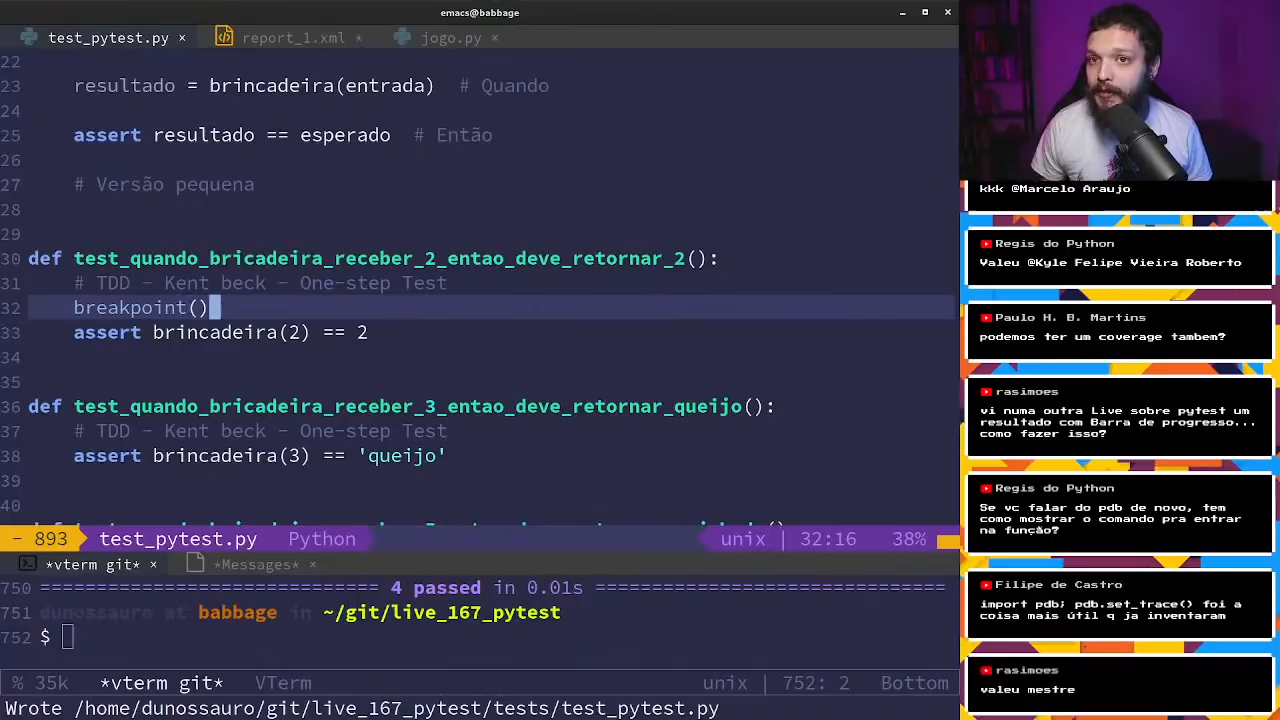 emacs@babbage
test_pytest.py × report_1.xml • jogo.py ×
22
23 resultado = brincadeira(entrada) # Quando
24
25 assert resultado == esperado # Então
26
27 # Versão pequena
28
29
30 def test_quando_bricadeira_receber_2_entao_deve_retornar_2():
31 # TDD - Kent beck - One-step Test
32 breakpoint()
33 assert brincadeira(2) == 2
34
35
36 def test_quando_bricadeira_receber_3_entao_deve_retornar_queijo():
37 # TDD - Kent beck - One-step Test
38 assert brincadeira(3) == 'queijo'
39
40
- 893 test_pytest.py Python unix | 32:16 38%
*vterm git* × *Messages* ×
750 ============================== 4 passed in 0.01s ===============================
751 dunossauro at babbage in ~/git/live_167_pytest
752 $
% 35k *vterm git* VTerm unix | 752: 2 Bottom
Wrote /home/dunossauro/git/live_167_pytest/tests/test_pytest.py
kkk @Marcelo Araujo
Regis do Python
Valeu @Kyle Felipe Vieira Roberto
Paulo H. B. Martins
podemos ter um coverage tambem?
rasimoes
vi numa outra Live sobre pytest um
resultado com Barra de progresso...
como fazer isso?
Regis do Python
Se vc falar do pdb de novo, tem
como mostrar o comando pra entrar
na função?
Filipe de Castro
import pdb; pdb.set_trace() foi a
coisa mais útil q ja inventaram
rasimoes
valeu mestre